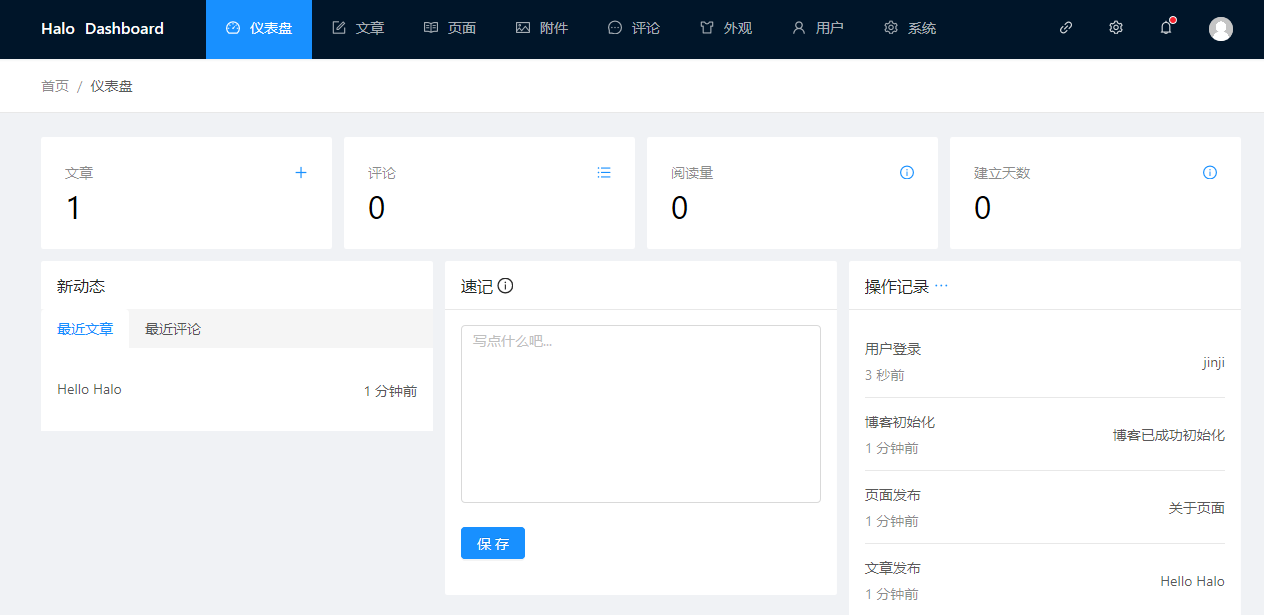 Halo Dashboard 仪表盘 文章 页面 附件 评论 外观 用户 系统
首页 / 仪表盘
文章
1
评论
0
阅读量
0
建立天数
0
新动态
最近文章 最近评论
Hello Halo 1 分钟前
速记
写点什么吧...
保 存
操作记录 ···
用户登录
3 秒前
jinji
博客初始化
1 分钟前
博客已成功初始化
页面发布
1 分钟前
关于页面
文章发布
1 分钟前
Hello Halo